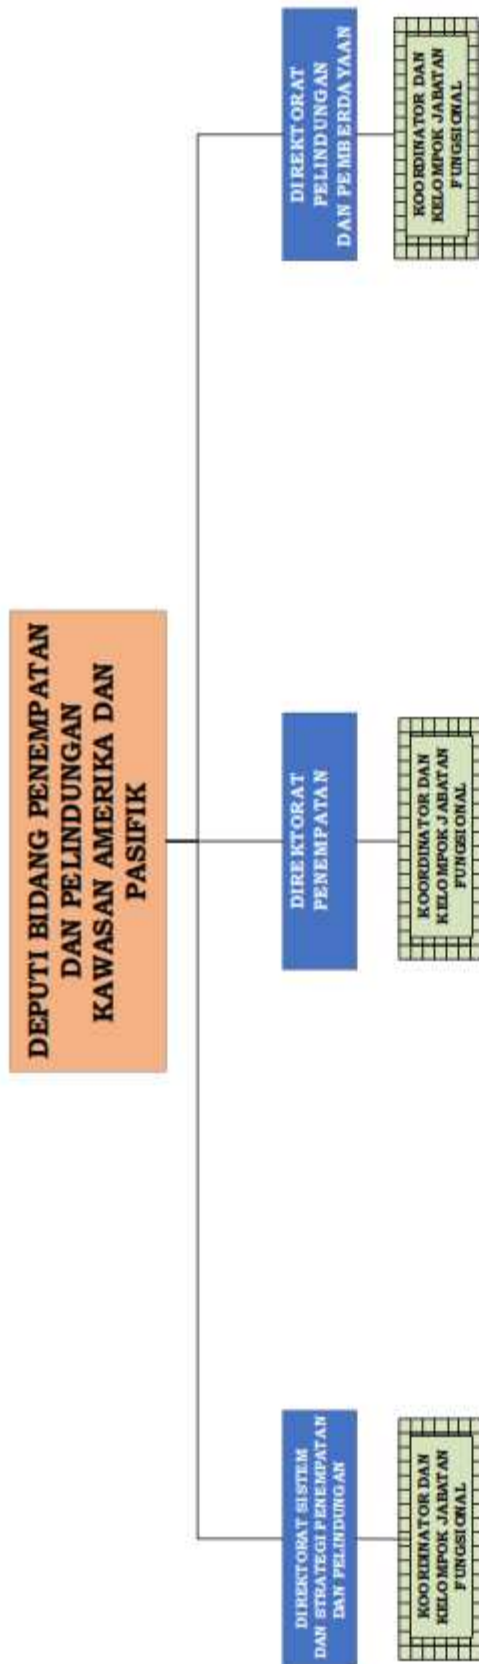 DEPUTI BIDANG PENEMPATAN
DAN PELINDUNGAN
KAWASAN AMERIKA DAN
PASIFIK
DIREKTORAT SISTEM
DAN STRATEGI PENEMPATAN
DAN PELINDUNGAN
DIREKTORAT
PENEMPATAN
DIREKTORAT
PELINDUNGAN
DAN PEMBERDAYAAN
KOORDINATOR DAN
KELOMPOK JABATAN
FUNGSIONAL
KOORDINATOR DAN
KELOMPOK JABATAN
FUNGSIONAL
KOORDINATOR DAN
KELOMPOK JABATAN
FUNGSIONAL